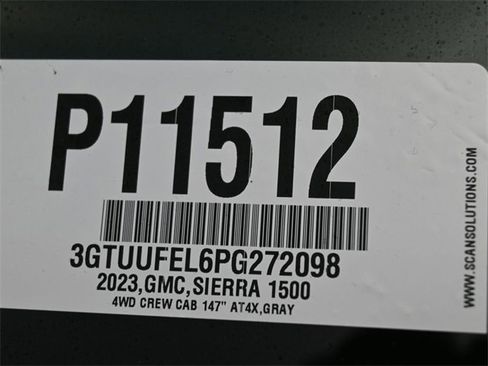 P11512
3GTUUFEL6PG272098
2023,GMC,SIERRA 1500
4WD CREW CAB 147" AT4X,GRAY
WWW.SCANSOLUTIONS.COM